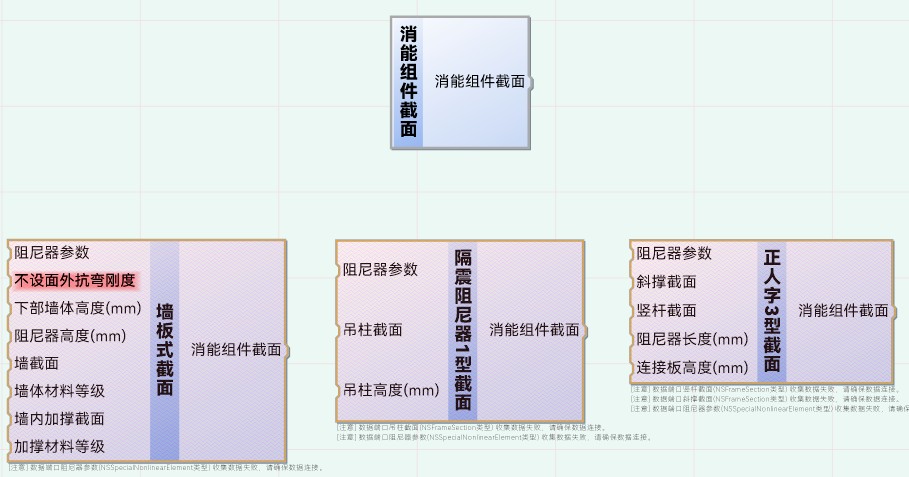 消能组件截面
消能组件截面
阻尼器参数
不设面外抗弯刚度
下部墙体高度(mm)
阻尼器高度(mm)
墙截面
墙体材料等级
墙内加撑截面
加撑材料等级
墙板式截面
消能组件截面
[注意] 数据端口阻尼器参数(NSSpecialNonlinearElement类型) 收集数据失败、请确保数据连接。
阻尼器参数
吊柱截面
吊柱高度(mm)
隔震阻尼器1型截面
消能组件截面
[注意] 数据端口吊柱截面(NSFrameSection类型) 收集数据失败、请确保数据连接。
[注意] 数据端口阻尼器参数(NSSpecialNonlinearElement类型) 收集数据失败、请确保数据连接。
阻尼器参数
斜撑截面
竖杆截面
阻尼器长度(mm)
连接板高度(mm)
正人字3型截面
消能组件截面
[注意] 数据端口竖杆截面(NSFrameSection类型) 收集数据失败、请确保数据连接。
[注意] 数据端口斜撑截面(NSFrameSection类型) 收集数据失败、请确保数据连接。
[注意] 数据端口阻尼器参数(NSSpecialNonlinearElement类型) 收集数据失败、请确保